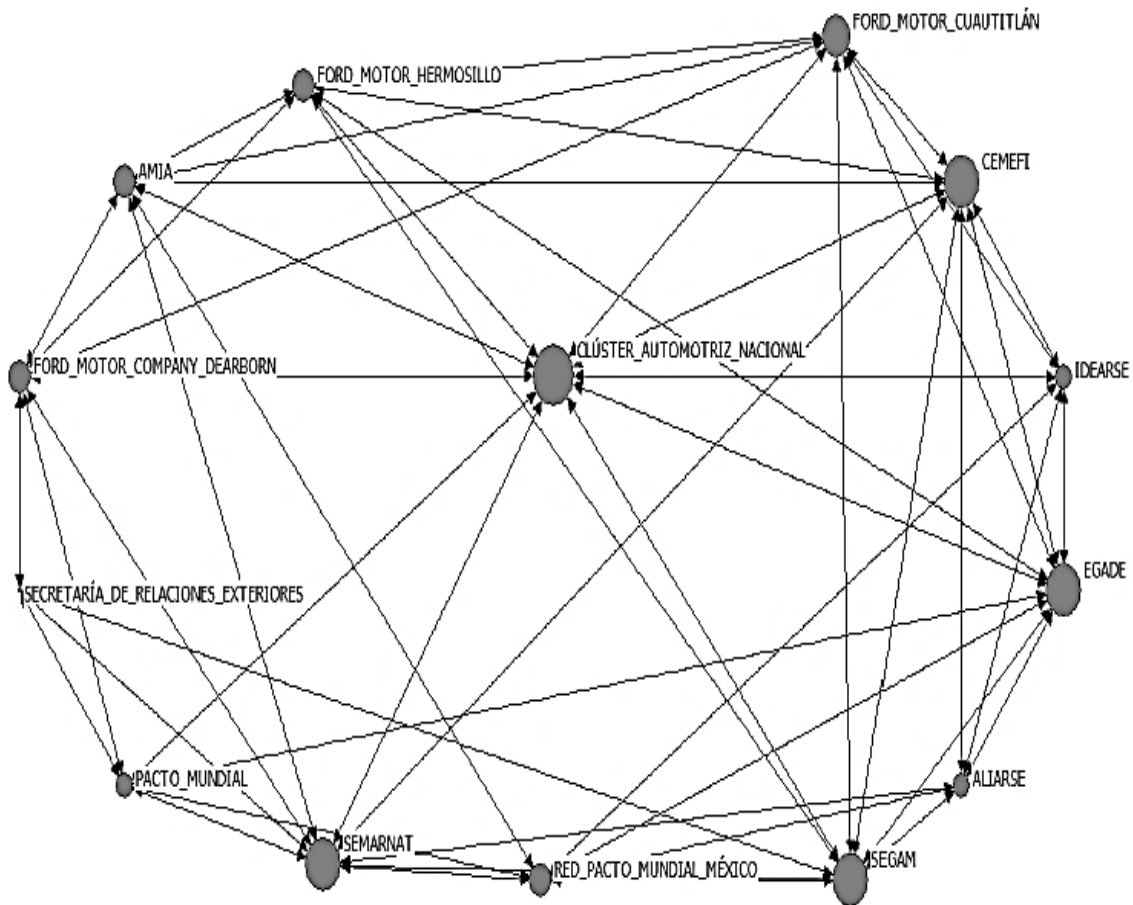 FORD_MOTOR_CUAUTITLÁN
FORD_MOTOR_HERMOSILLO
AMIA
CEMEFI
CLÚSTER_AUTOMOTRIZ_NACIONAL
FORD_MOTOR_COMPANY_DEARBORN
IDEARSE
EGADE
SECRETARÍA_DE_RELACIONES_EXTERIORES
PACTO_MUNDIAL
ALIARSE
SEMARNAT
RED_PACTO_MUNDIAL_MÉXICO
SEGAM